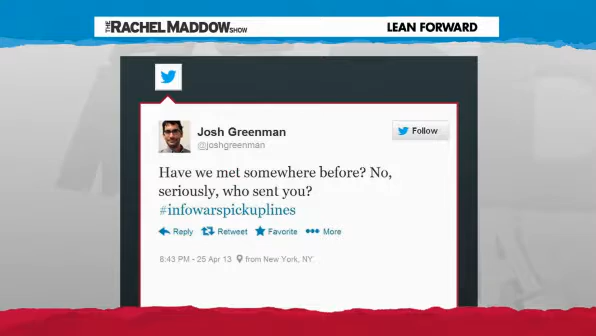 THE RACHEL MADDOW SHOW
LEAN FORWARD
Josh Greenman
@joshgreenman
Follow
Have we met somewhere before? No,
seriously, who sent you?
#infowarspickuplines
Reply Retweet Favorite More
8:43 PM - 25 Apr 13 from New York, NY